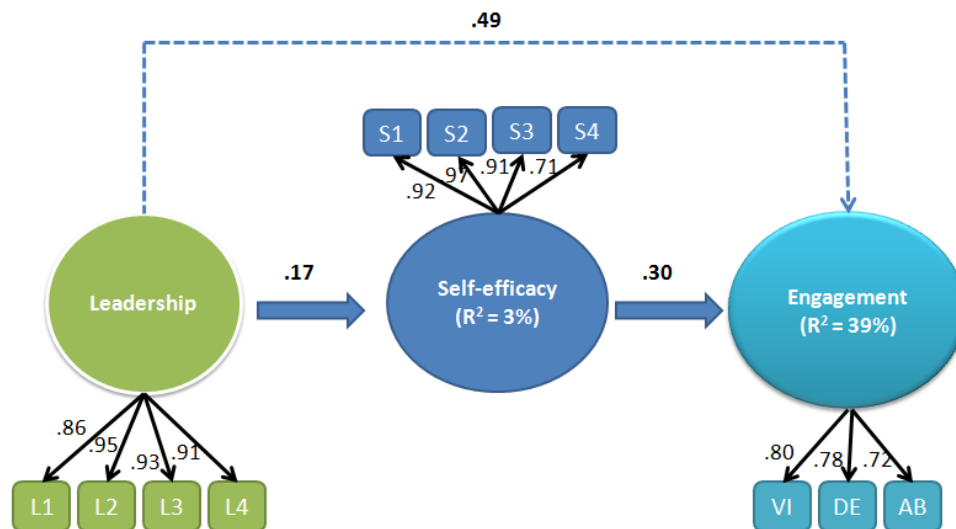 .49
S1 S2 S3 S4
.92 .97 .91 .71
.17 .30
Leadership
Self-efficacy
(R² = 3%)
Engagement
(R² = 39%)
.86 .95 .93 .91
.80 .78 .72
L1 L2 L3 L4
VI DE AB